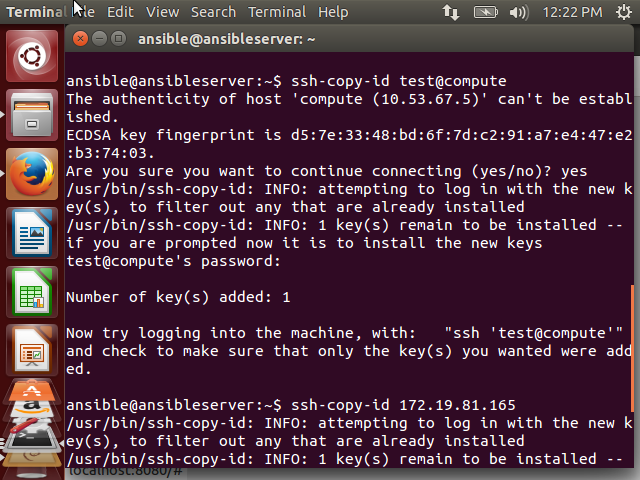 Terminal File Edit View Search Terminal Help 12:22 PM
ansible@ansibleserver: ~
ansible@ansibleserver:~$ ssh-copy-id test@compute
The authenticity of host 'compute (10.53.67.5)' can't be establ
ished.
ECDSA key fingerprint is d5:7e:33:48:bd:6f:7d:c2:91:a7:e4:47:e2
:b3:74:03.
Are you sure you want to continue connecting (yes/no)? yes
/usr/bin/ssh-copy-id: INFO: attempting to log in with the new k
ey(s), to filter out any that are already installed
/usr/bin/ssh-copy-id: INFO: 1 key(s) remain to be installed --
if you are prompted now it is to install the new keys
test@compute's password:
Number of key(s) added: 1
Now try logging into the machine, with:   "ssh 'test@compute'"
and check to make sure that only the key(s) you wanted were add
ed.
ansible@ansibleserver:~$ ssh-copy-id 172.19.81.165
/usr/bin/ssh-copy-id: INFO: attempting to log in with the new k
ey(s), to filter out any that are already installed
/usr/bin/ssh-copy-id: INFO: 1 key(s) remain to be installed --
localhost:8080/#